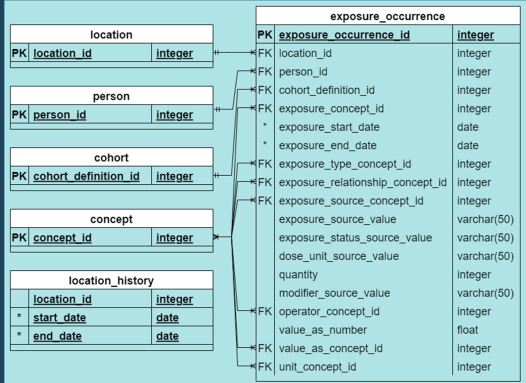 location
PK location_id integer
person
PK person_id integer
cohort
PK cohort_definition_id integer
concept
PK concept_id integer
location_history
location_id integer
* start_date date
* end_date date
exposure_occurrence
PK exposure_occurrence_id integer
FK location_id integer
FK person_id integer
FK cohort_definition_id integer
FK exposure_concept_id integer
* exposure_start_date date
* exposure_end_date date
FK exposure_type_concept_id integer
FK exposure_relationship_concept_id integer
FK exposure_source_concept_id integer
exposure_source_value varchar(50)
exposure_status_source_value varchar(50)
dose_unit_source_value varchar(50)
quantity integer
modifier_source_value varchar(50)
FK operator_concept_id integer
value_as_number float
FK value_as_concept_id integer
FK unit_concept_id integer